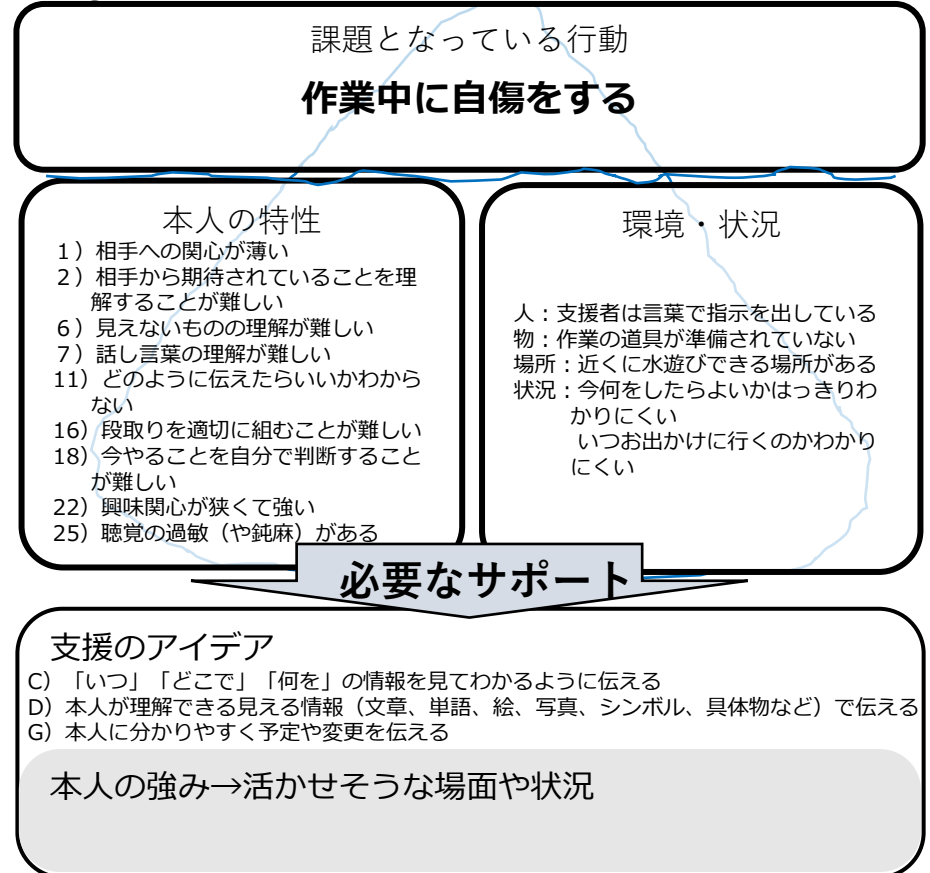 課題となっている行動
作業中に自傷をする
本人の特性
1）相手への関心が薄い
2）相手から期待されていることを理
解することが難しい
6）見えないものの理解が難しい
7）話し言葉の理解が難しい
11）どのように伝えたらいいかわから
ない
16）段取りを適切に組むことが難しい
18）今やることを自分で判断すること
が難しい
22）興味関心が狭くて強い
25）聴覚の過敏（や鈍麻）がある
環境・状況
人：支援者は言葉で指示を出している
物：作業の道具が準備されていない
場所：近くに水遊びできる場所がある
状況：今何をしたらよいかはっきりわ
かりにくい
いつお出かけに行くのかわかり
にくい
必要なサポート
支援のアイデア
C）「いつ」「どこで」「何を」の情報を見てわかるように伝える
D）本人が理解できる見える情報（文章、単語、絵、写真、シンボル、具体物など）で伝える
G）本人に分かりやすく予定や変更を伝える
本人の強み→活かせそうな場面や状況